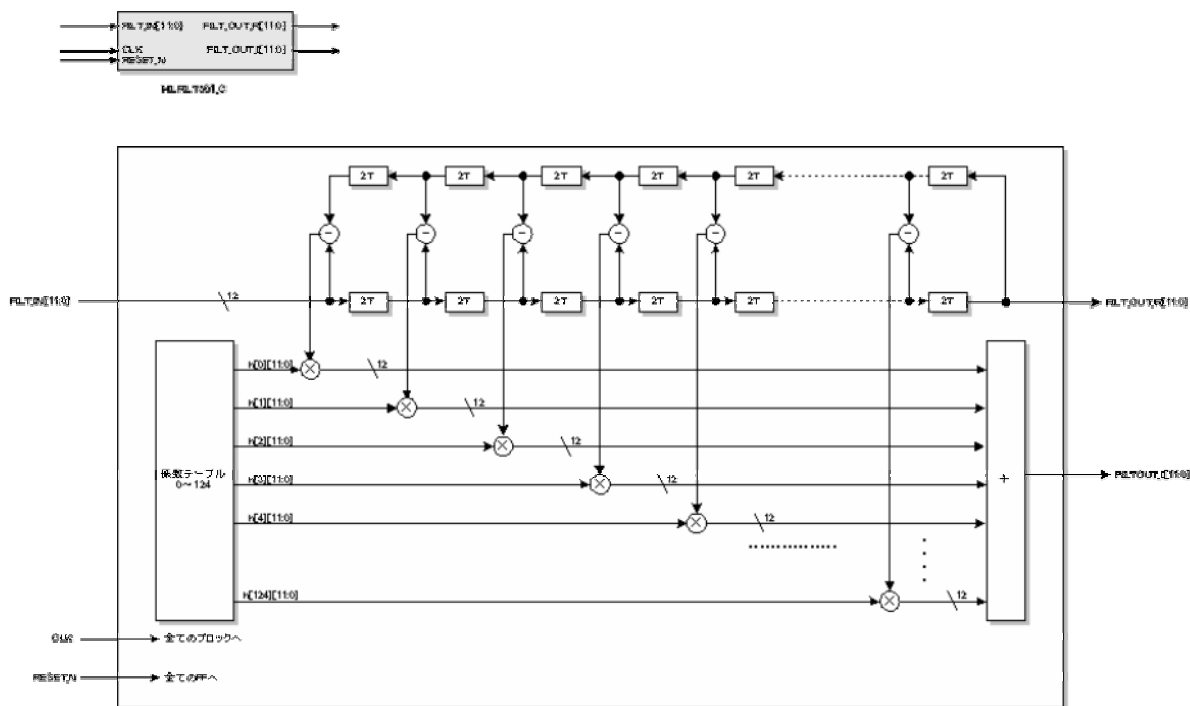 FILT_IN[11:0] FILT_OUT_R[11:0]
CLK FILT_OUT_I[11:0]
RESET_N
2T 2T 2T 2T 2T 2T
- - - - - -
FILT_IN[11:0] 12 2T 2T 2T 2T 2T 2T FILT_OUT_R[11:0]
h[0][11:0] 12
h[1][11:0] 12
h[2][11:0] 12
係数テーブル
0～124
h[3][11:0] 12
+ FILTOUT_I[11:0]
h[4][11:0] 12
h[124][11:0] 12
CLK 全てのブロックへ
RESET_N 全てのFFへ